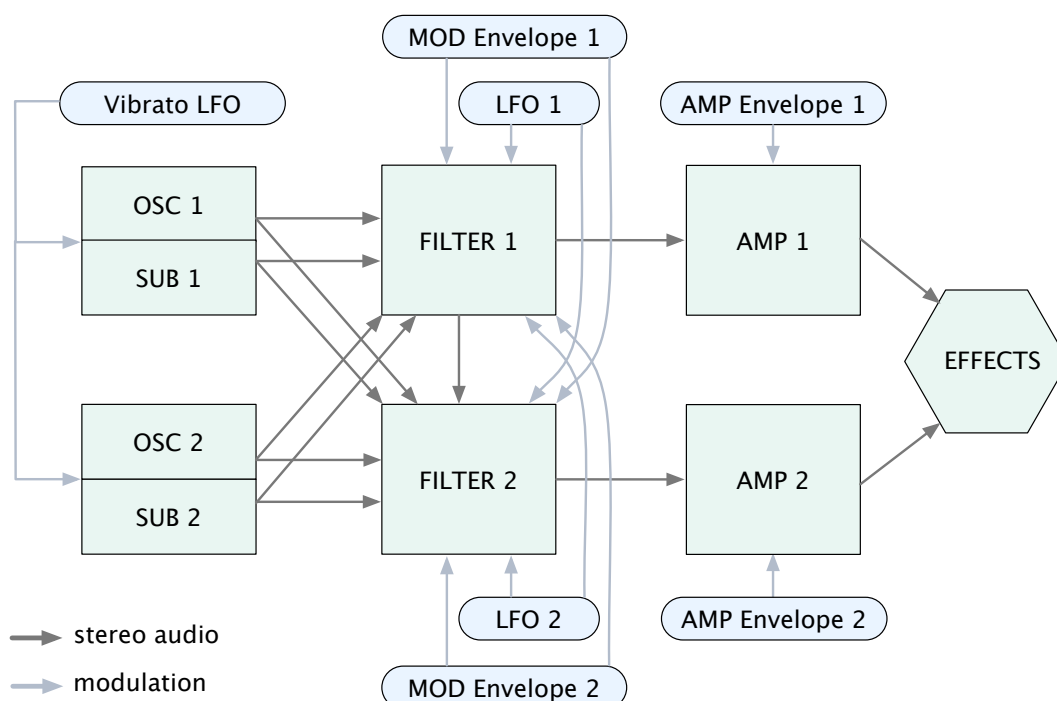 MOD Envelope 1
Vibrato LFO
LFO 1
AMP Envelope 1
OSC 1
SUB 1
FILTER 1
AMP 1
EFFECTS
OSC 2
SUB 2
FILTER 2
AMP 2
LFO 2
AMP Envelope 2
MOD Envelope 2
stereo audio
modulation